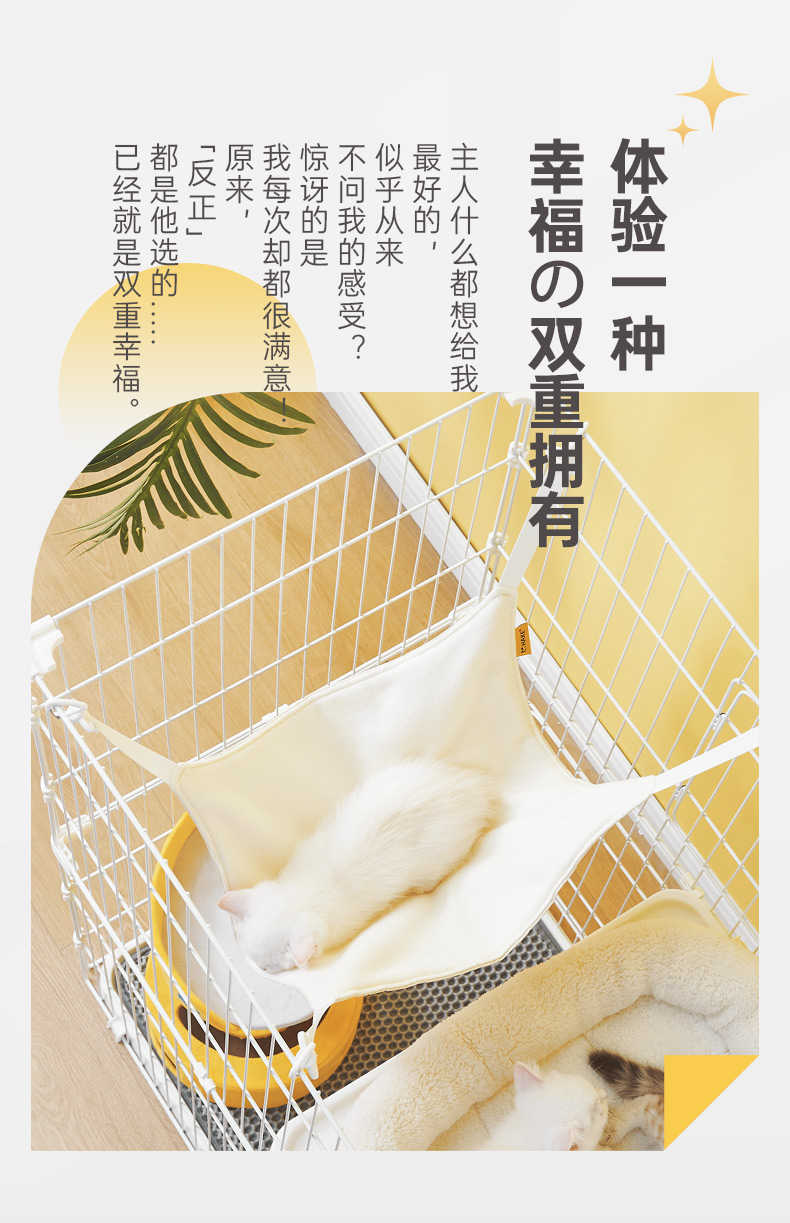 体验一种
幸福の双重拥有
主人什么都想给我
最好的，
似乎从来
不问我的感受？
惊讶的是
我每次却都很满意！
原来，
「反正」
都是他选的……
已经就是双重幸福。
HAKE